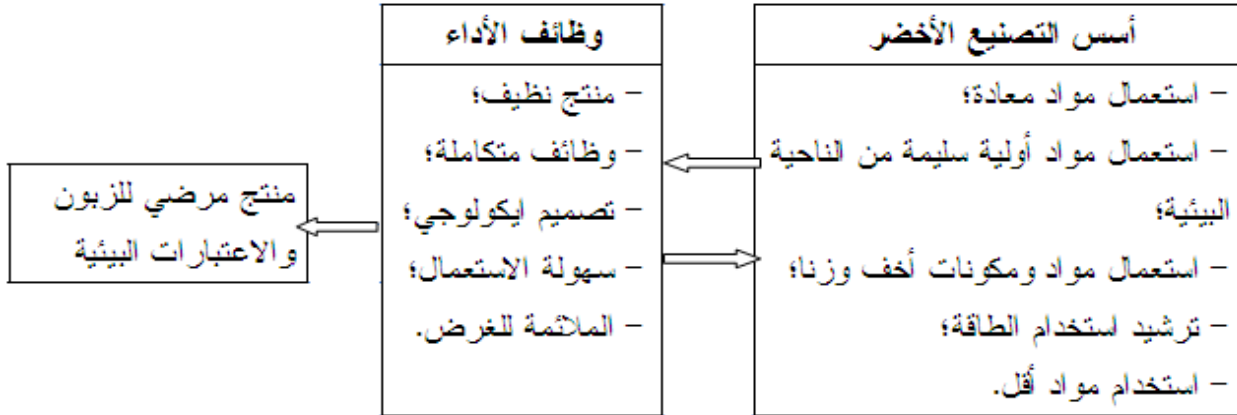 أسس التصنيع الأخضر
– استعمال مواد معادة؛
– استعمال مواد أولية سليمة من الناحية
البيئية؛
– استعمال مواد ومكونات أخف وزنا؛
– ترشيد استخدام الطاقة؛
– استخدام مواد أقل.
وظائف الأداء
– منتج نظيف؛
– وظائف متكاملة؛
– تصميم ايكولوجي؛
– سهولة الاستعمال؛
– الملائمة للغرض.
منتج مرضي للزبون
والاعتبارات البيئية